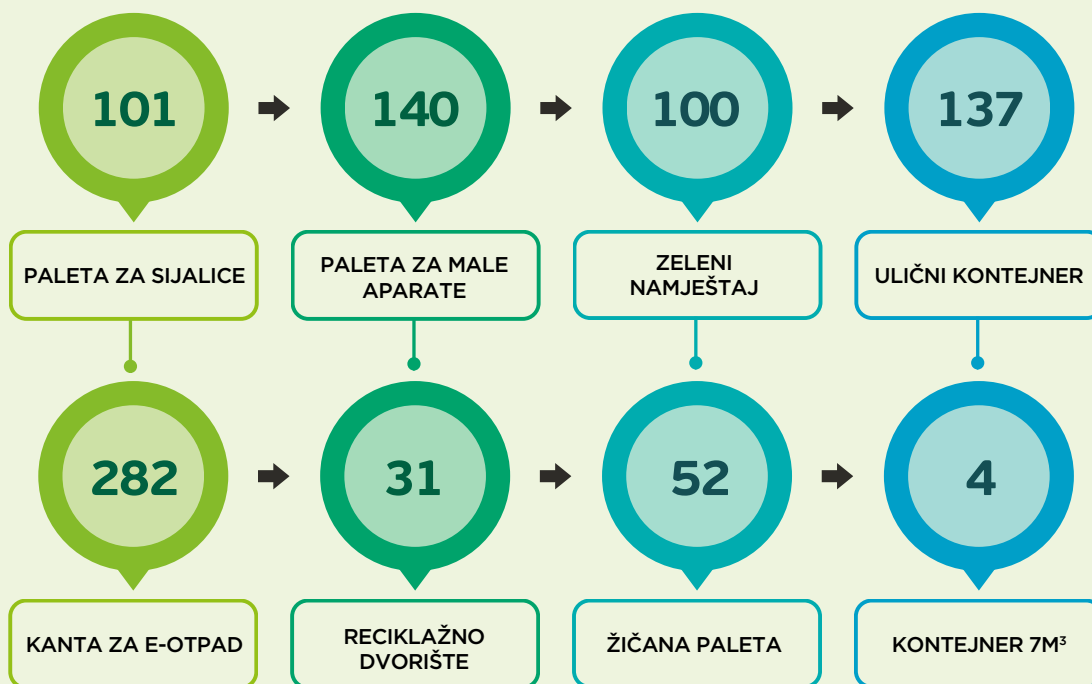 101
140
100
137
PALETA ZA SIJALICE
PALETA ZA MALE
APARATE
ZELENI
NAMJEŠTAJ
ULIČNI KONTEJNER
282
31
52
4
KANTA ZA E-OTPAD
RECIKLAŽNO
DVORIŠTE
ŽIČANA PALETA
KONTEJNER 7M³